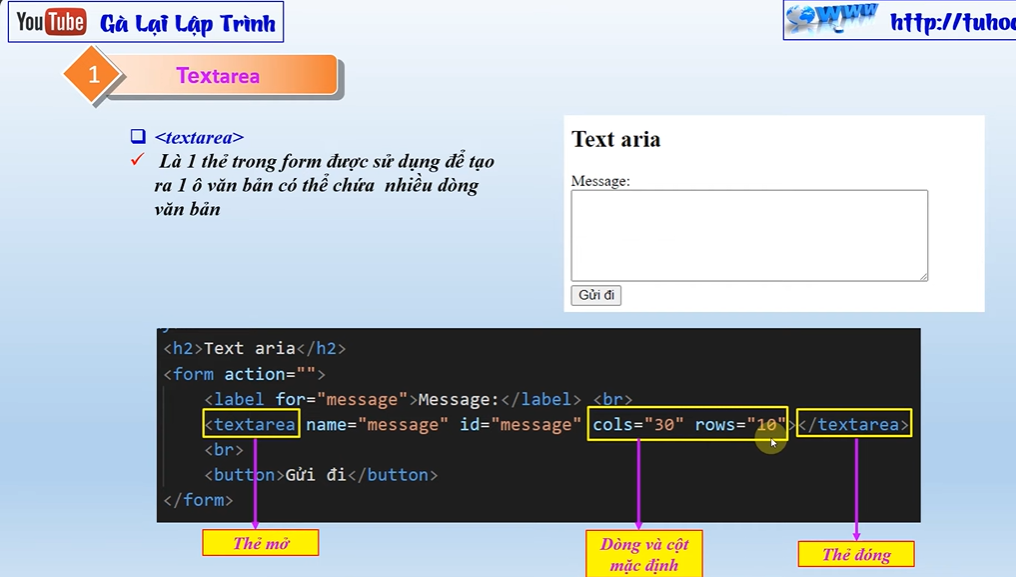 YouTube Gà Lại Lập Trình
WWW http://tuhoc
1
Textarea
<textarea>
Là 1 thẻ trong form được sử dụng để tạo
ra 1 ô văn bản có thể chứa nhiều dòng
văn bản
Text aria
Message:
Gửi đi
<h2>Text aria</h2>
<form action="">
<label for="message">Message:</label> <br>
<textarea name="message" id="message" cols="30" rows="10"></textarea>
<br>
<button>Gửi đi</button>
</form>
Thẻ mở
Dòng và cột
mặc định
Thẻ đóng